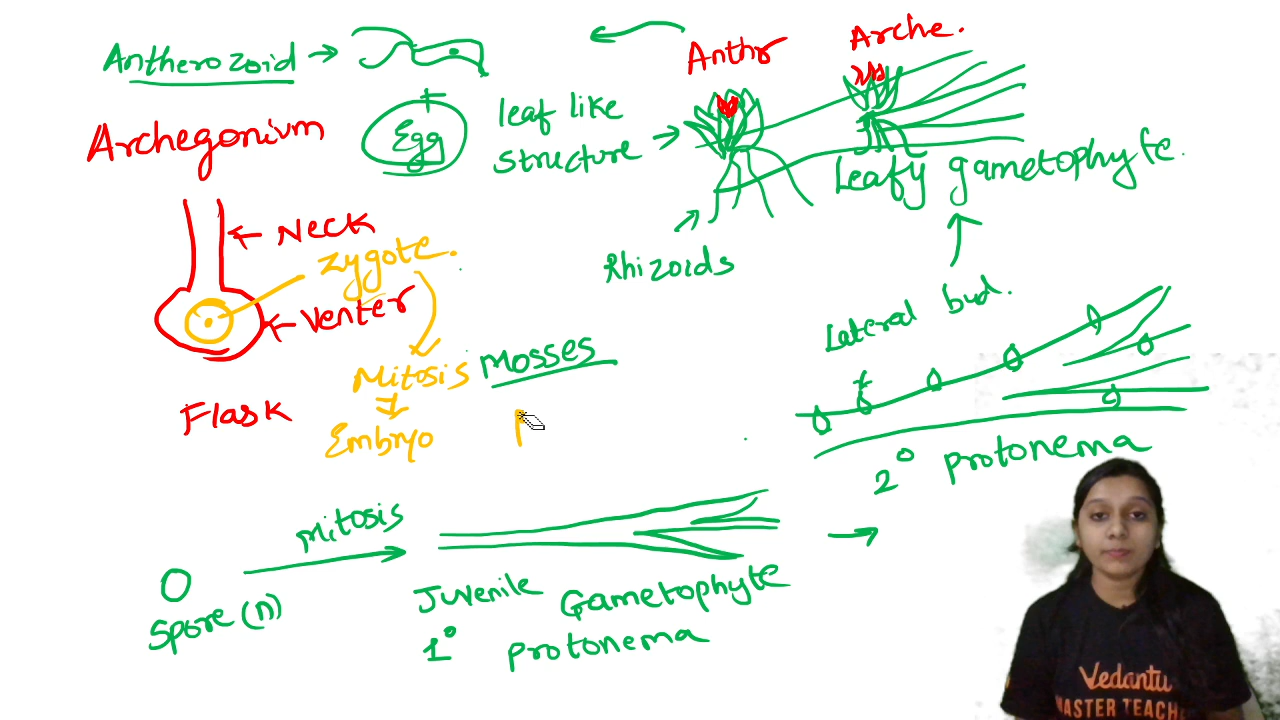 Antherozoid →
+
Egg
Archegonium
leaf like
structure →
Anthr
Arche.
Leafy gametophyte.
Rhizoids
← Neck
Zygote.
← Venter
Flask
Mitosis
Embryo
Mosses
Lateral bud.
2° protonema
Spore (n)
Mitosis
Juvenile Gametophyte
1° protonema
Vedantu
MASTER TEACH